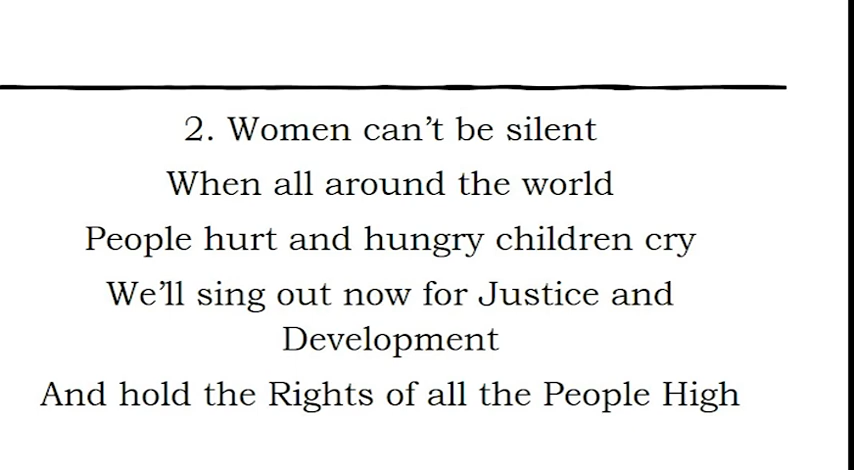 2. Women can’t be silent
When all around the world
People hurt and hungry children cry
We’ll sing out now for Justice and
Development
And hold the Rights of all the People High